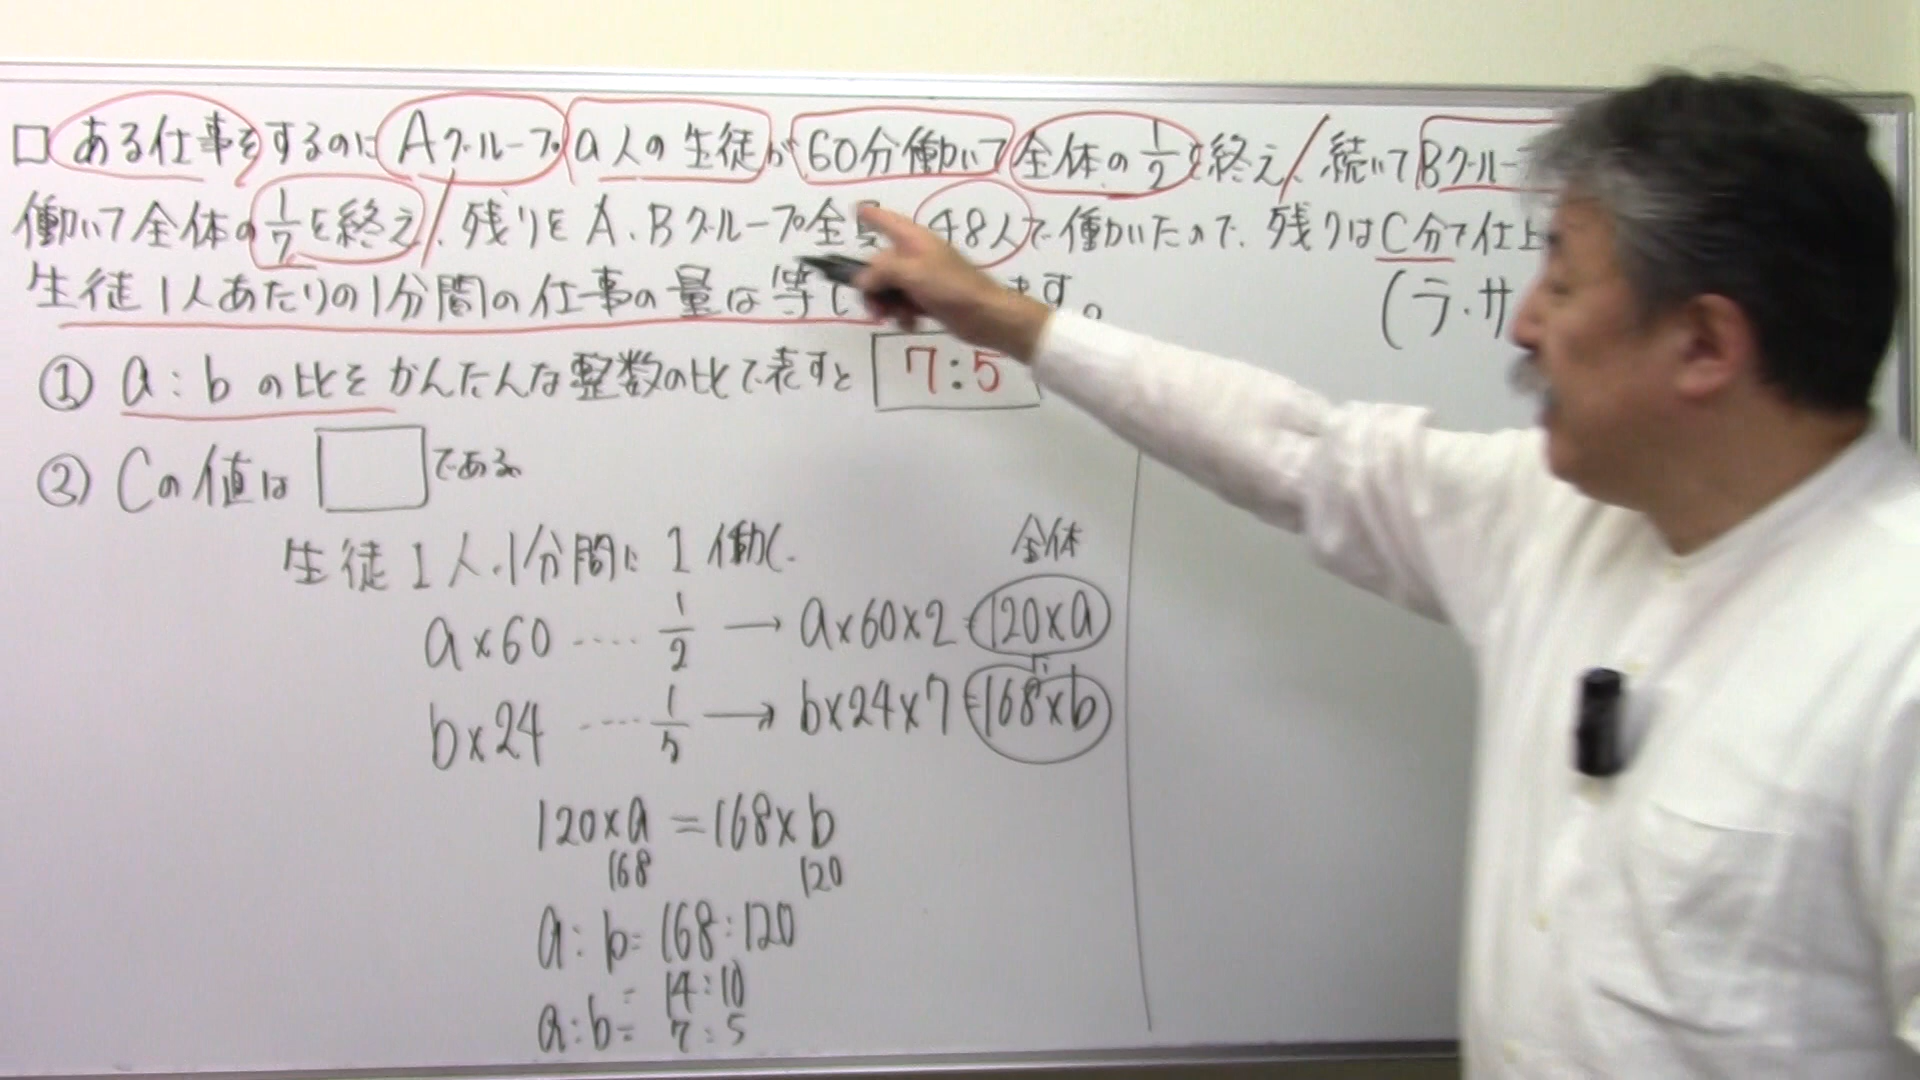 □ ある仕事をするのに Aグループ a人の生徒が 60分働いて 全体の 1/2 を終え、続いて Bグルー
働いて全体の 1/7 を終え、残りを A、Bグループ全員 48人で働いたので、残りはC分で仕上
生徒1人あたりの1分間の仕事の量は等し ます。
(ラ・サ
① a : b の比をかんたんな整数の比で表すと 7:5
② Cの値は である。
生徒1人、1分間に 1 働く.
全体
a×60 ····· 1/2 → a×60×2 = 120×a
b×24 ····· 1/7 → b×24×7 = 168×b
120×a = 168×b
168 120
a : b = 168 : 120
= 14 : 10
a : b = 7 : 5